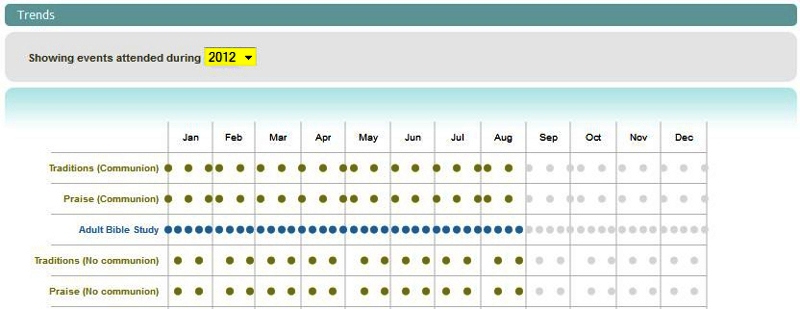 Trends
Showing events attended during 2012
Jan Feb Mar Apr May Jun Jul Aug Sep Oct Nov Dec
Traditions (Communion)
Praise (Communion)
Adult Bible Study
Traditions (No communion)
Praise (No communion)